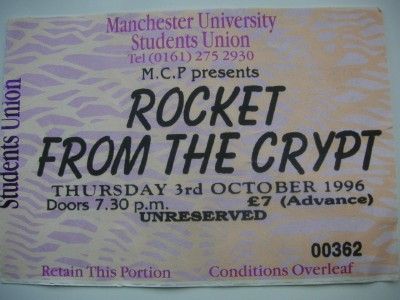 Manchester University
Students Union
Tel (0161) 275 2930
M.C.P presents
ROCKET
FROM THE CRYPT
THURSDAY 3RD OCTOBER 1996
Doors 7.30 p.m. £7 (Advance)
UNRESERVED
00362
Retain This Portion Conditions Overleaf
Students Union